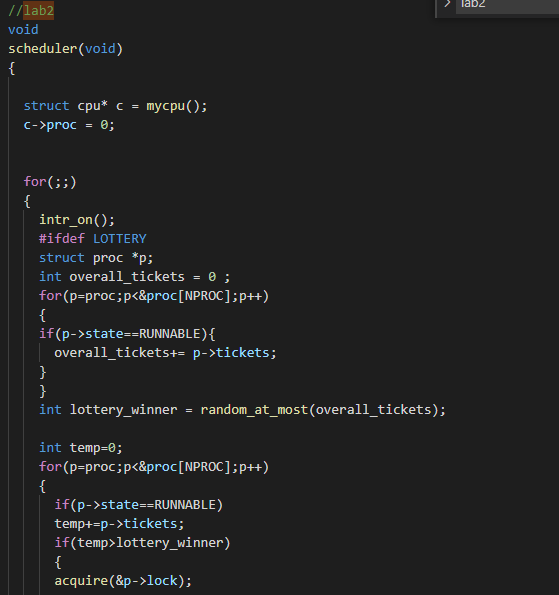 lab2
//lab2
void
scheduler(void)
{
struct cpu* c = mycpu();
c->proc = 0;
for(;;)
{
intr_on();
#ifdef LOTTERY
struct proc *p;
int overall_tickets = 0 ;
for(p=proc;p<&proc[NPROC];p++)
{
if(p->state==RUNNABLE){
overall_tickets+= p->tickets;
}
}
int lottery_winner = random_at_most(overall_tickets);
int temp=0;
for(p=proc;p<&proc[NPROC];p++)
{
if(p->state==RUNNABLE)
temp+=p->tickets;
if(temp>lottery_winner)
{
acquire(&p->lock);